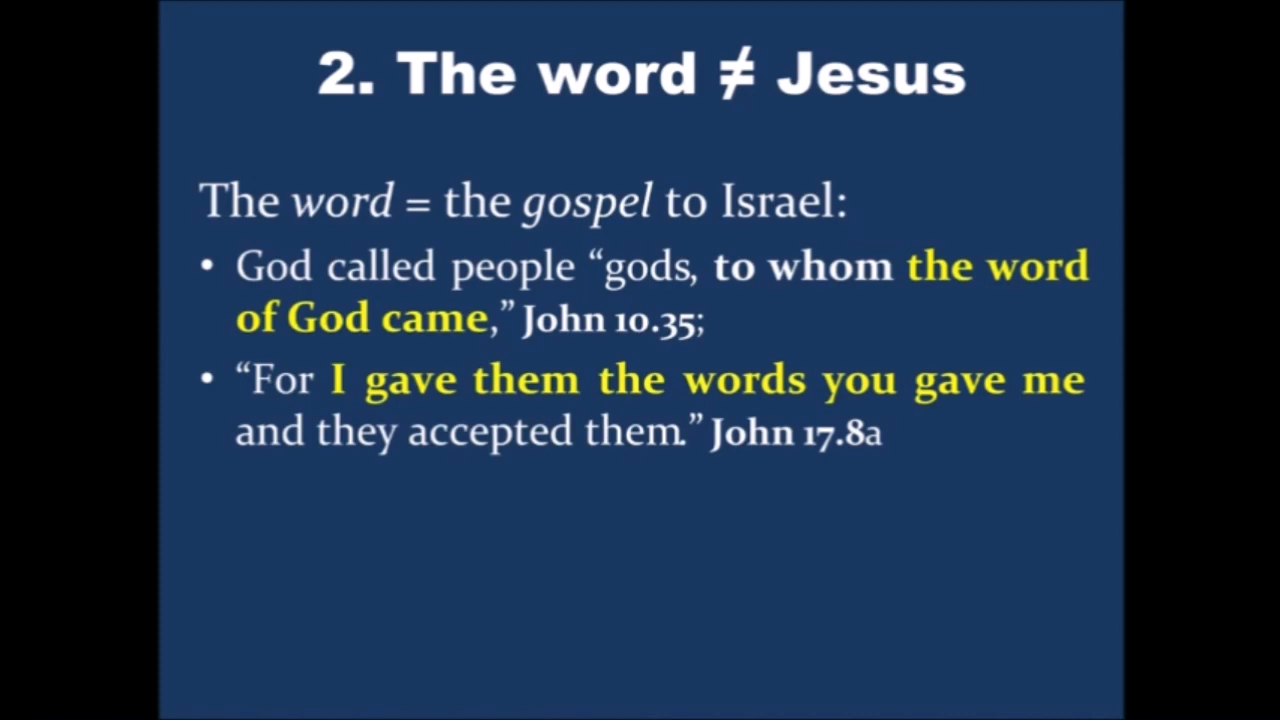 2. The word ≠ Jesus
The word = the gospel to Israel:
• God called people “gods, to whom the word
of God came,” John 10.35;
• “For I gave them the words you gave me
and they accepted them.” John 17.8a